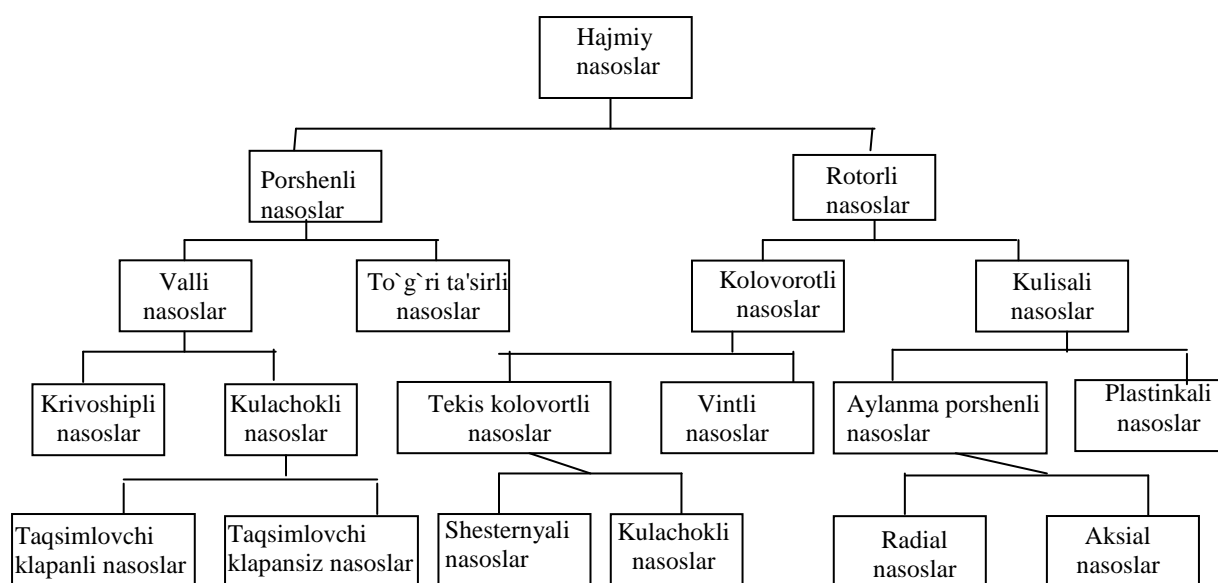 Hajmiy
nasoslar
Porshenli
nasoslar
Rotorli
nasoslar
Valli
nasoslar
To`g`ri ta'sirli
nasoslar
Kolovorotli
nasoslar
Kulisali
nasoslar
Krivoshipli
nasoslar
Kulachokli
nasoslar
Tekis kolovortli
nasoslar
Vintli
nasoslar
Aylanma porshenli
nasoslar
Plastinkali
nasoslar
Taqsimlovchi
klapanli nasoslar
Taqsimlovchi
klapansiz nasoslar
Shesternyali
nasoslar
Kulachokli
nasoslar
Radial
nasoslar
Aksial
nasoslar